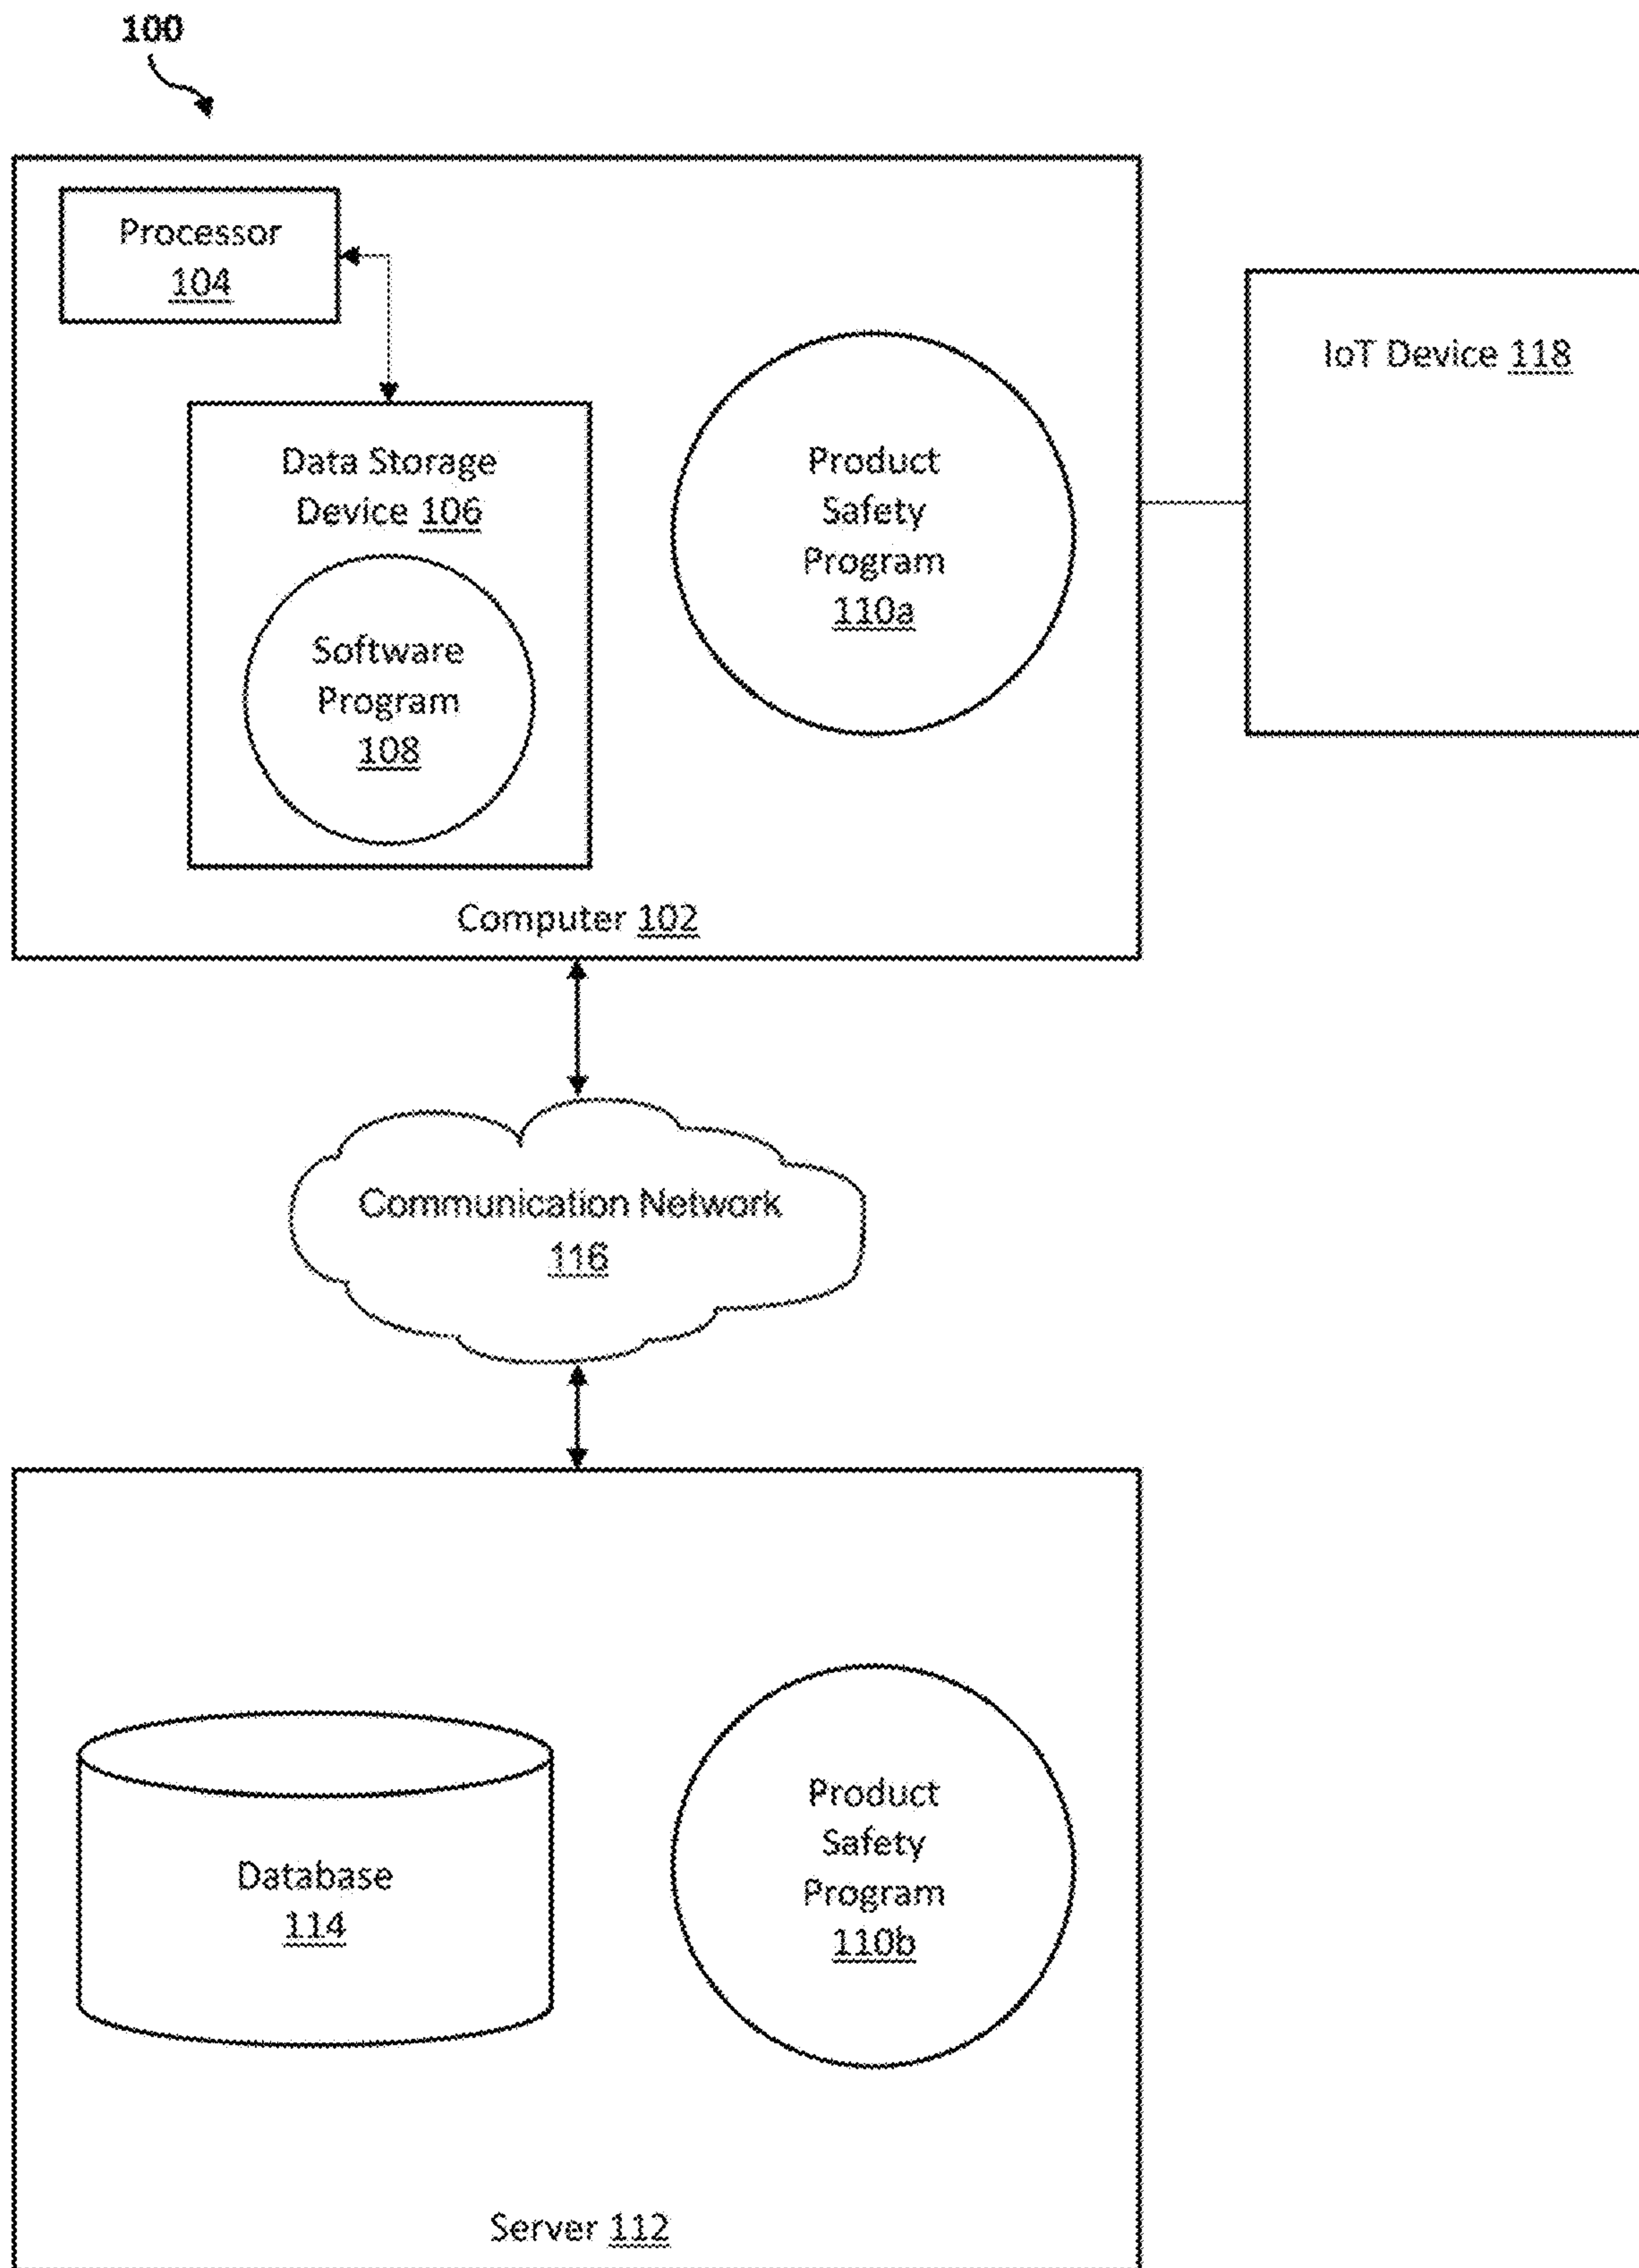 100
Processor
104
IoT Device 118
Data Storage
Device 106
Product
Safety
Program
110a
Software
Program
108
Computer 102
Communication Network
116
Database
114
Product
Safety
Program
110b
Server 112